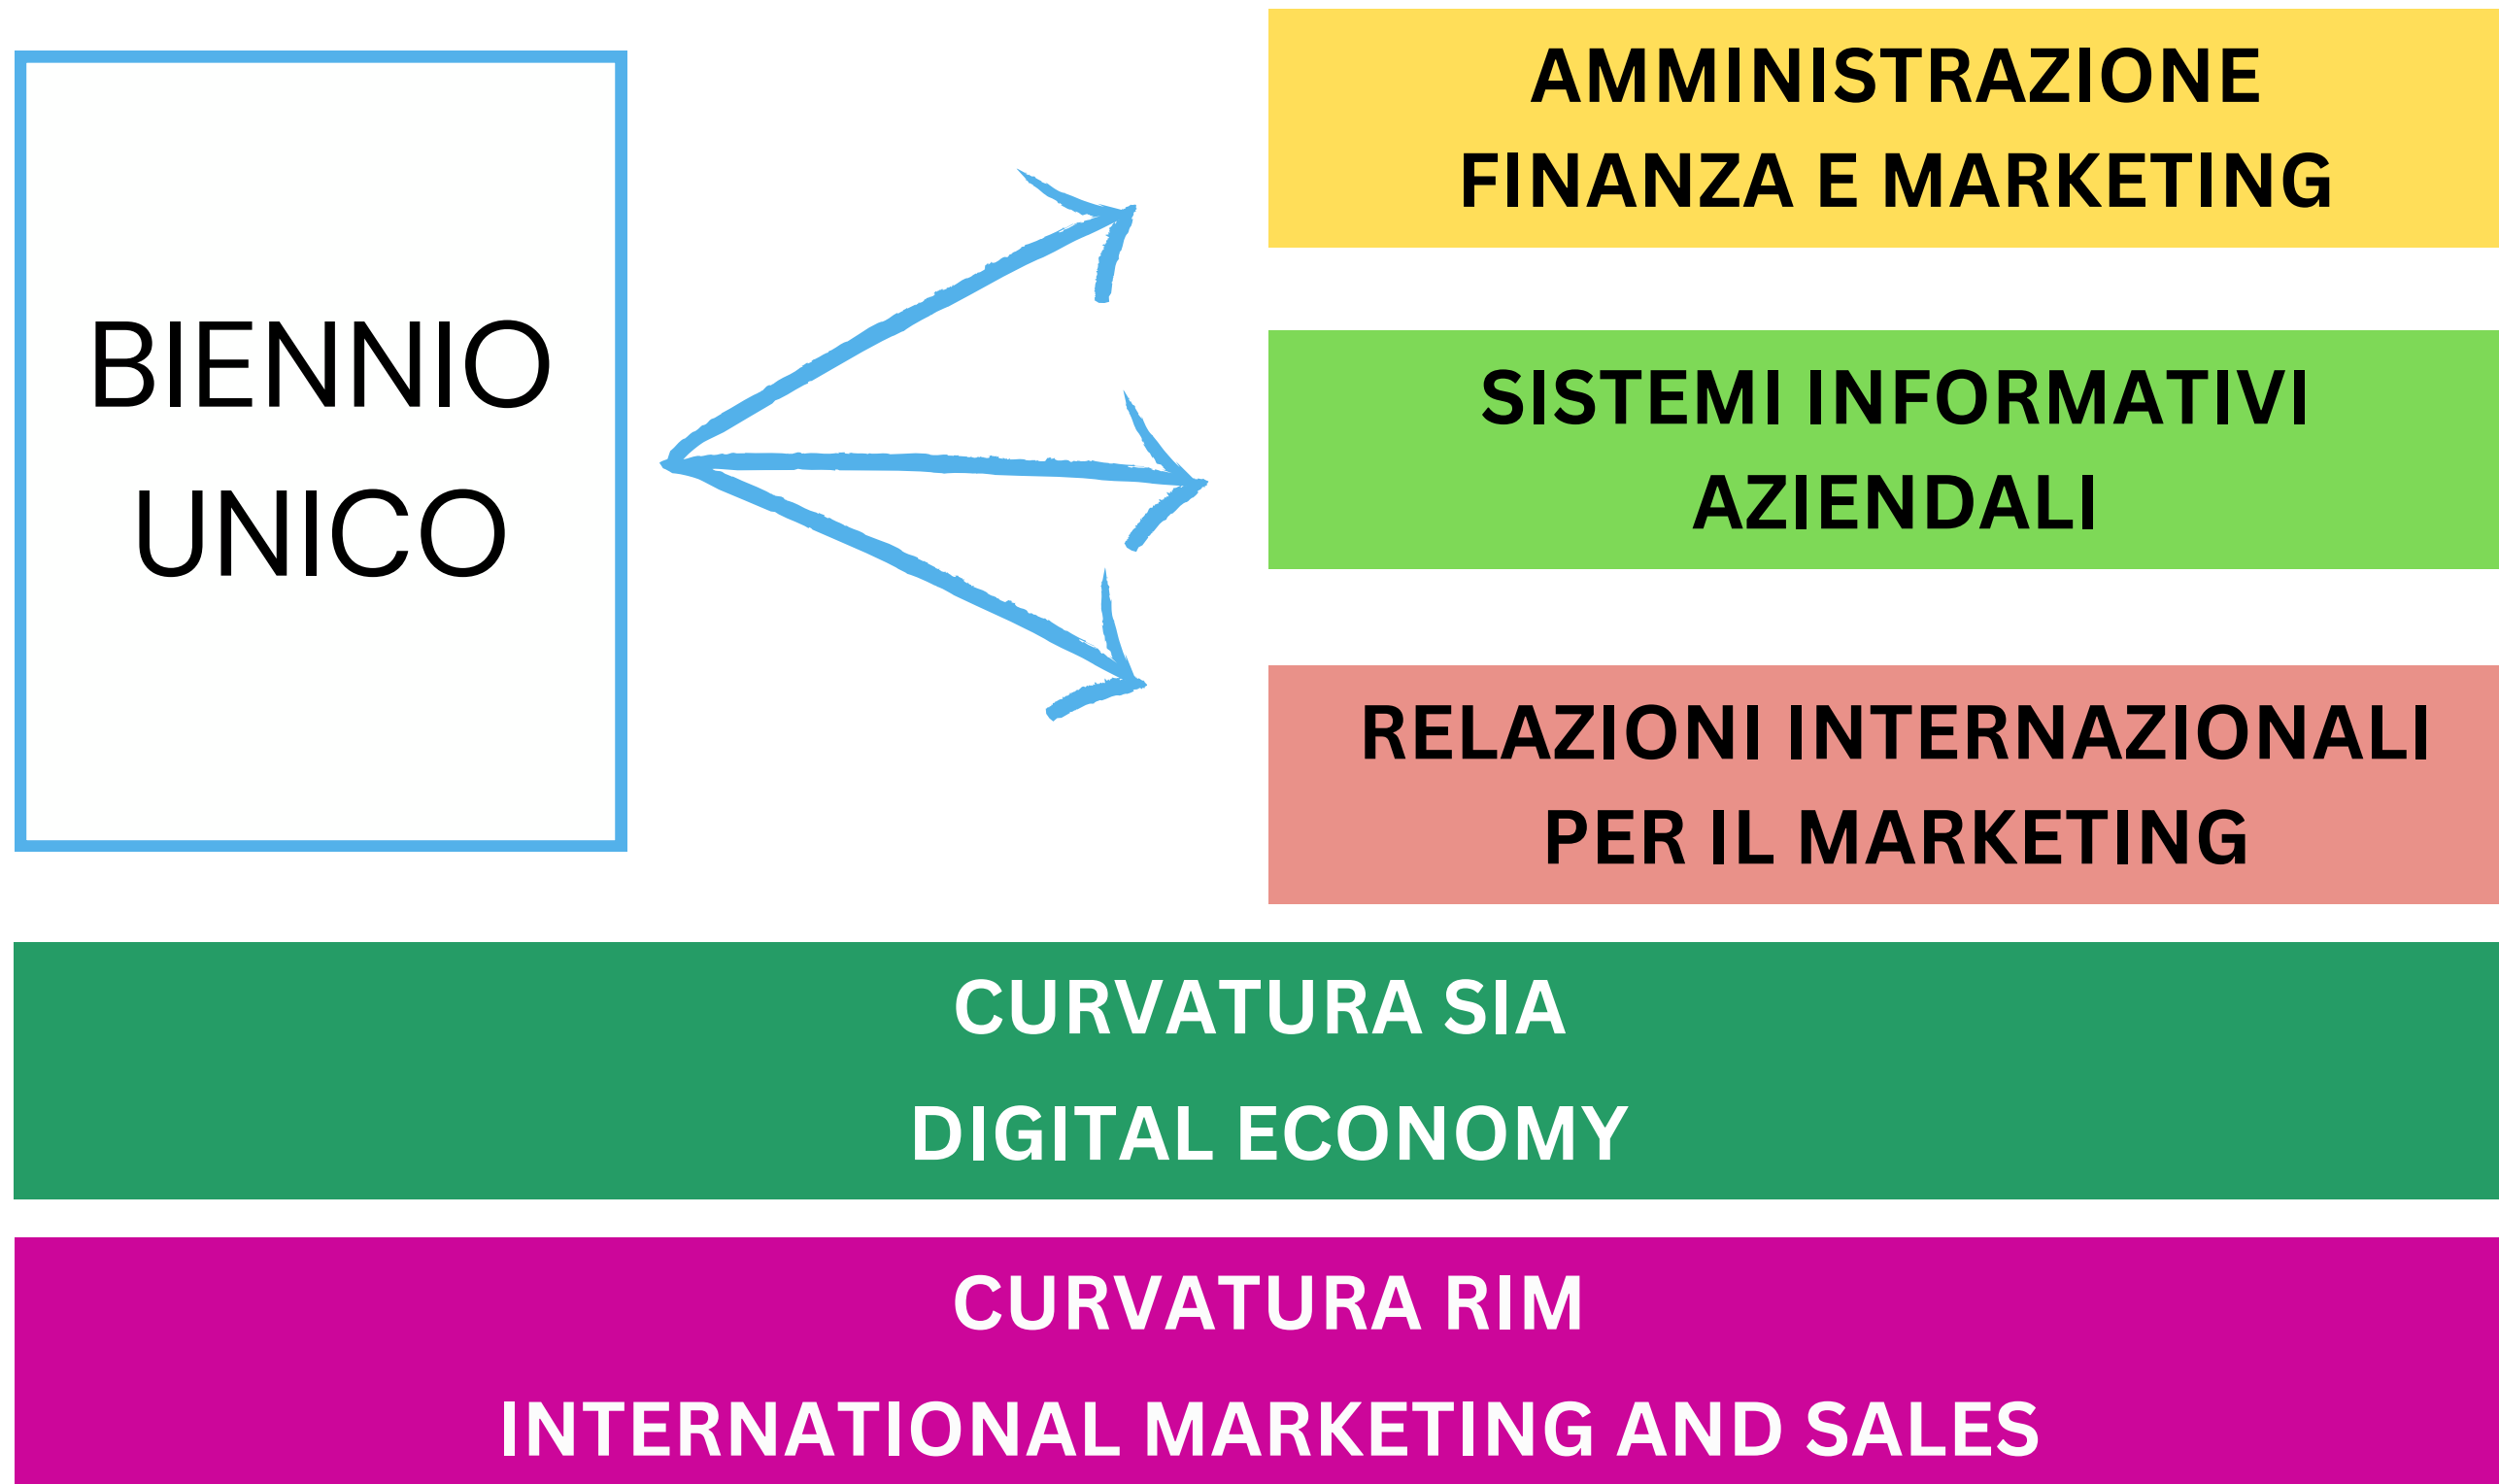 BIENNIO
UNICO
AMMINISTRAZIONE
FINANZA E MARKETING
SISTEMI INFORMATIVI
AZIENDALI
RELAZIONI INTERNAZIONALI
PER IL MARKETING
CURVATURA SIA
DIGITAL ECONOMY
CURVATURA RIM
INTERNATIONAL MARKETING AND SALES